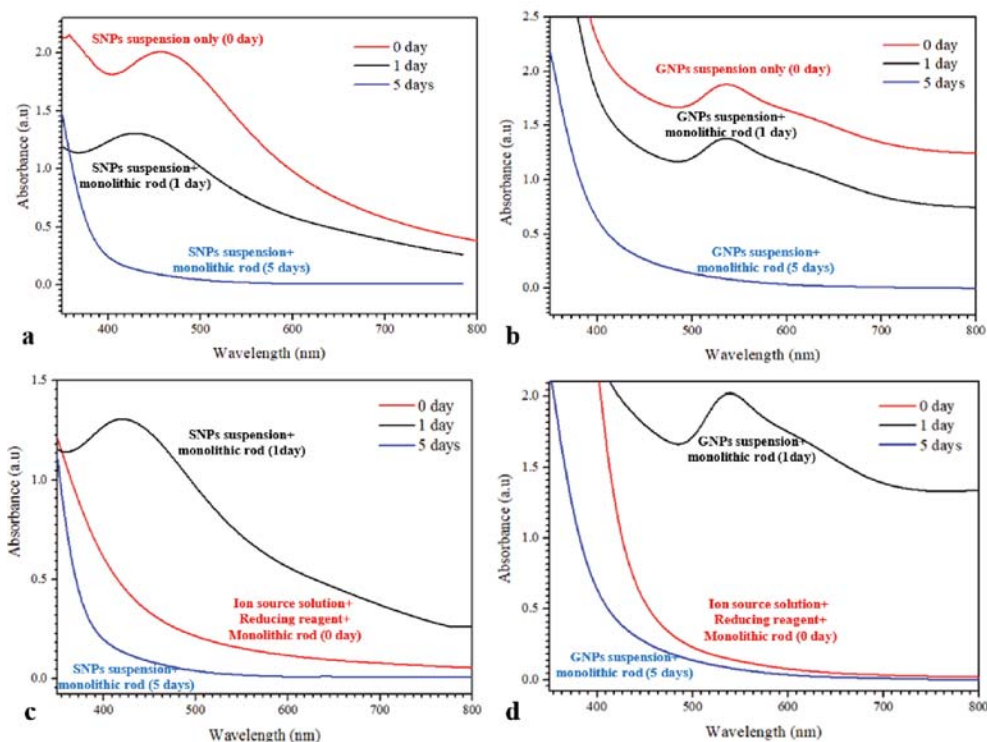 SNPs suspension only (0 day)
0 day
1 day
5 days
2.0
1.5
1.0
0.5
0.0
Absorbance (a.u)
SNPs suspension+
monolithic rod (1 day)
SNPs suspension+
monolithic rod (5 days)
400
500
600
700
800
Wavelength (nm)
a
GNPs suspension only (0 day)
0 day
1 day
5 days
2.5
2.0
1.5
1.0
0.5
0.0
Absorbance (a.u)
GNPs suspension+
monolithic rod (1 day)
GNPs suspension+
monolithic rod (5 days)
400
500
600
700
800
Wavelength (nm)
b
1.5
1.0
0.5
0.0
Absorbance (a.u)
0 day
1 day
5 days
SNPs suspension+
monolithic rod (1day)
Ion source solution+
Reducing reagent+
Monolithic rod (0 day)
SNPs suspension+
monolithic rod (5 days)
400
500
600
700
800
Wavelength (nm)
c
2.0
1.5
1.0
0.5
0.0
Absorbance (a.u)
0 day
1 day
5 days
GNPs suspension+
monolithic rod (1day)
Ion source solution+
Reducing reagent+
Monolithic rod (0 day)
GNPs suspension+
monolithic rod (5 days)
400
500
600
700
800
Wavelength (nm)
d